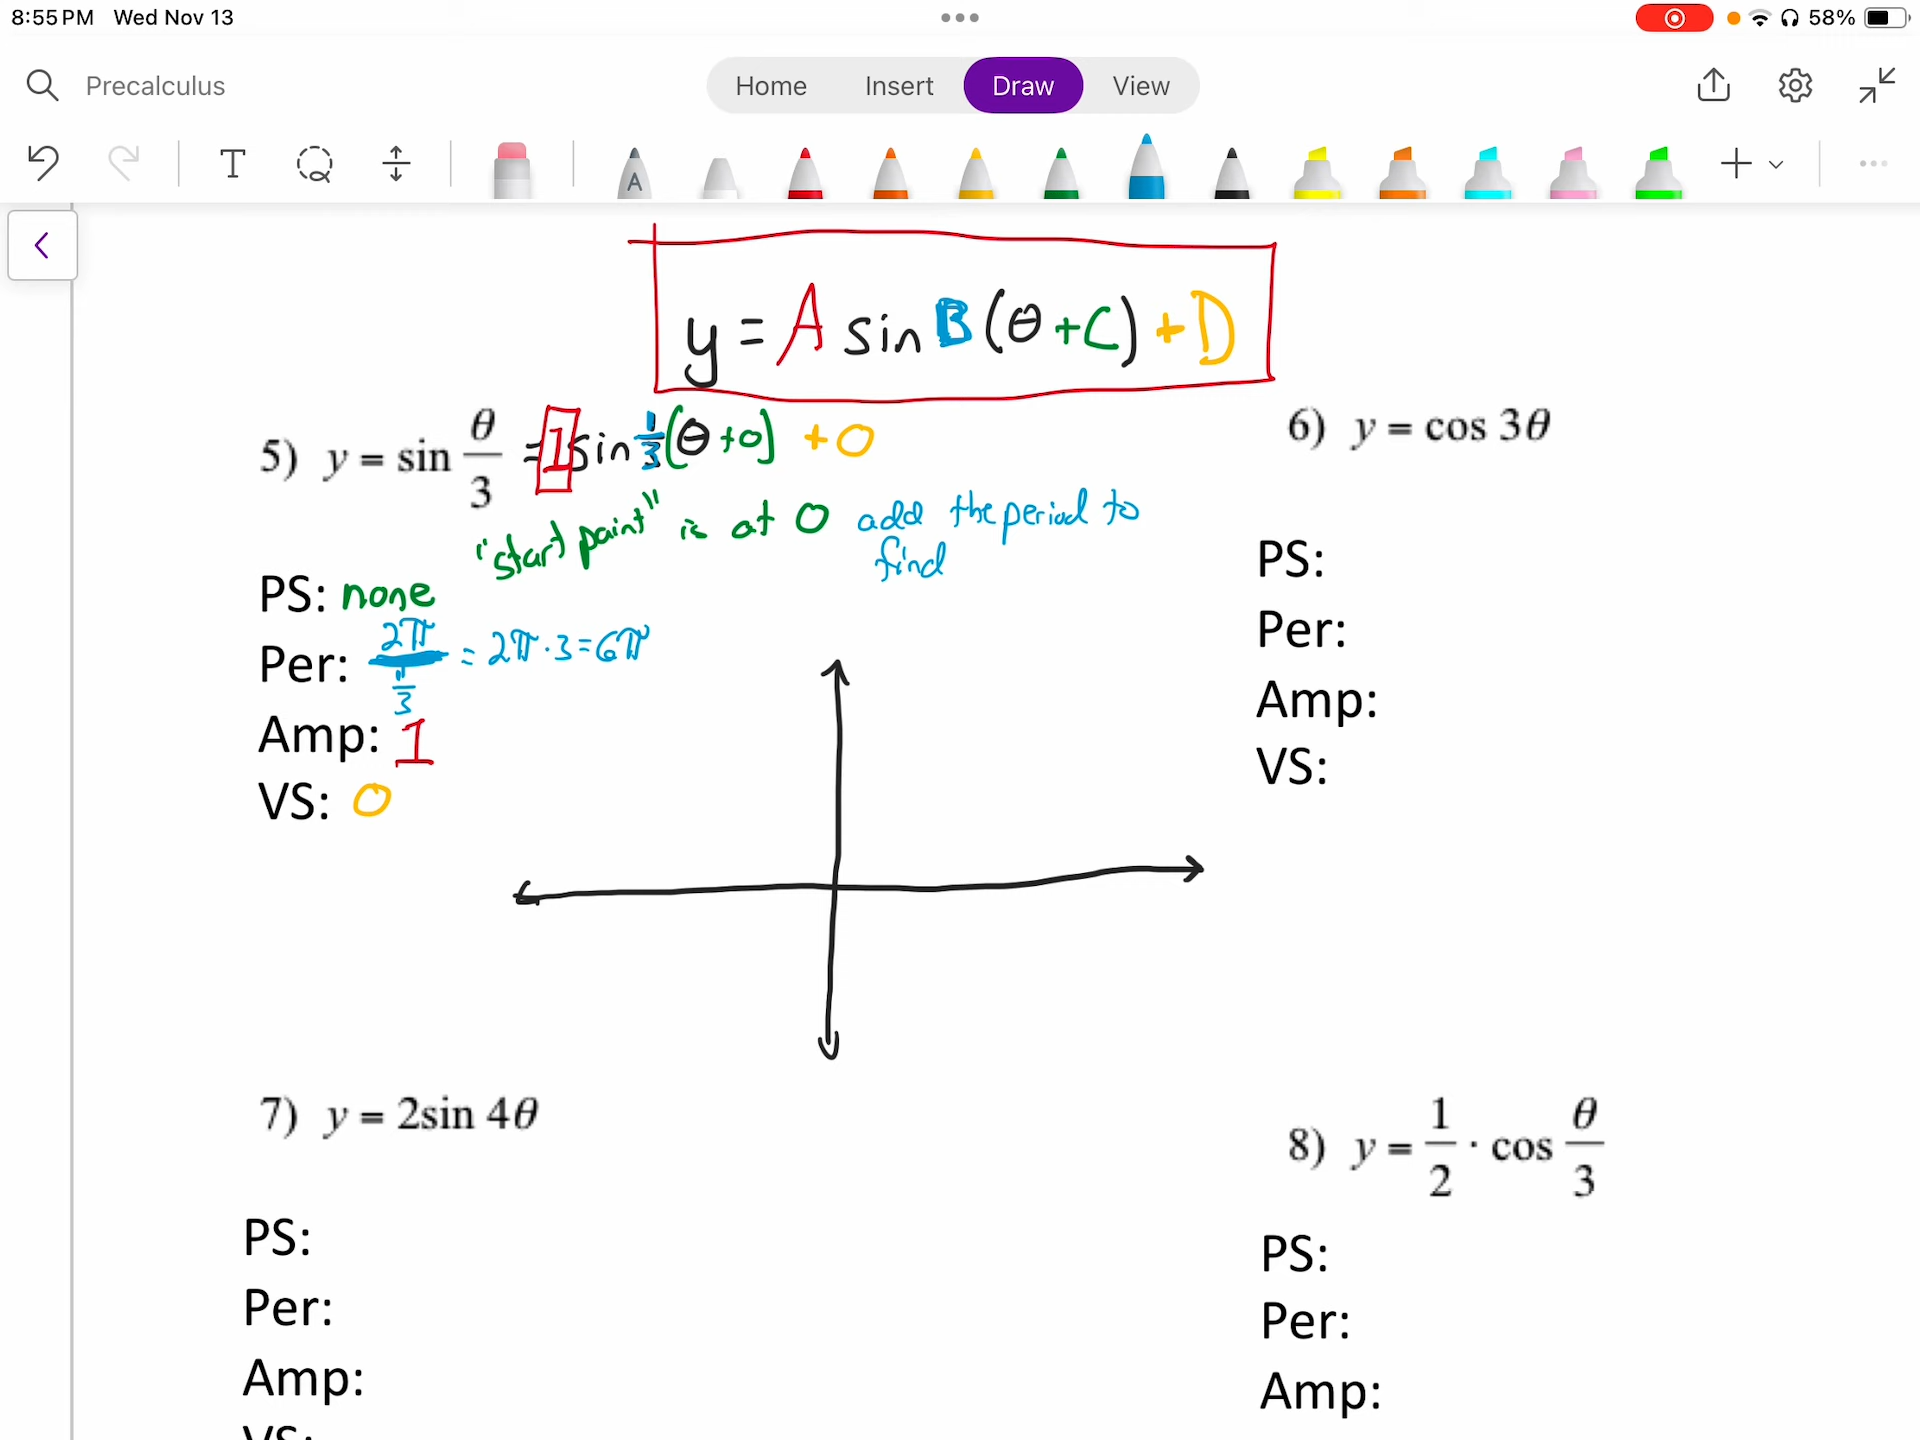 8:55 PM Wed Nov 13 58%
Precalculus Home Insert Draw View
T A
y = A sin B (θ + C) + D
5) y = sin θ/3 = 1 sin 1/3 (θ + 0) + 0
6) y = cos 3θ
"start point" is at 0 add the period to
find
PS: none
Per: 2π/(1/3) = 2π · 3 = 6π
Amp: 1
VS: 0
PS:
Per:
Amp:
VS:
7) y = 2sin 4θ
8) y = 1/2 · cos θ/3
PS:
Per:
Amp:
VS:
PS:
Per:
Amp: